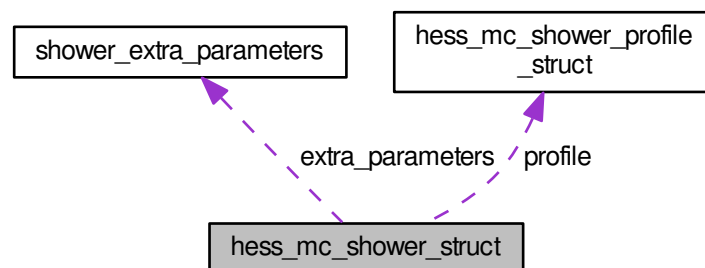 shower_extra_parameters
hess_mc_shower_profile
_struct
extra_parameters
profile
hess_mc_shower_struct